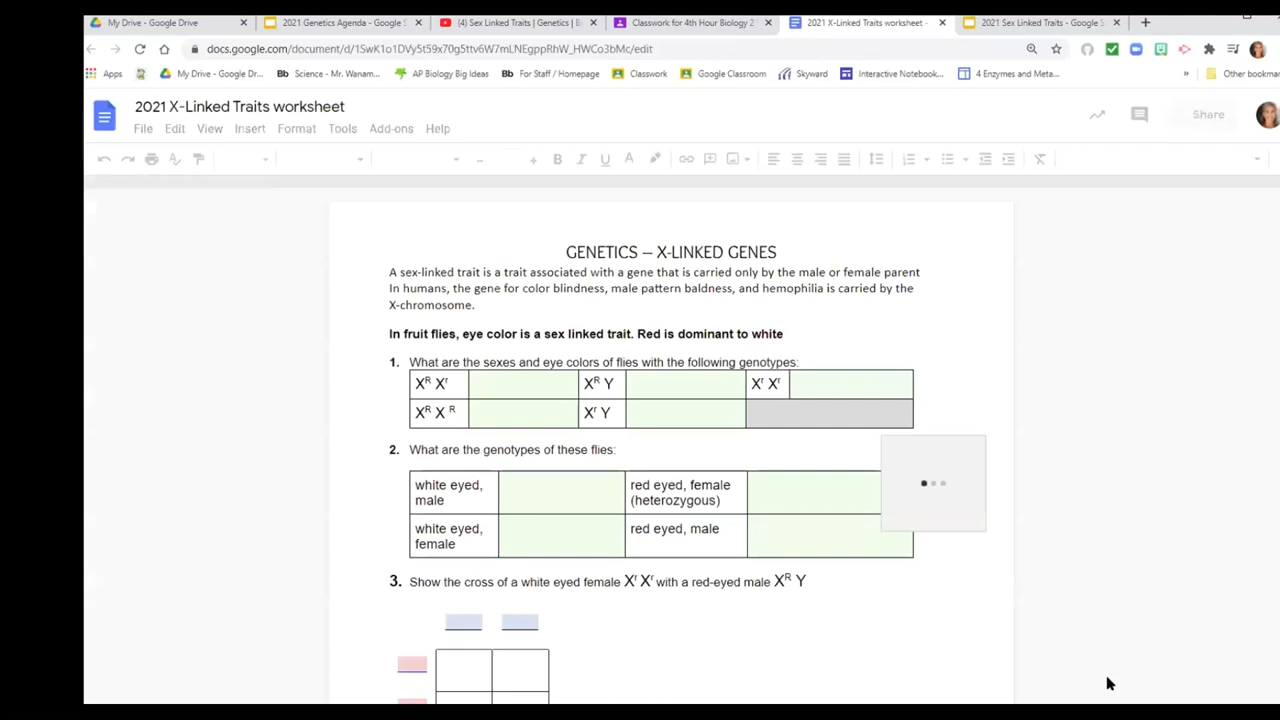 My Drive - Google Drive
2021 Genetics Agenda - Google S
(4) Sex Linked Traits | Genetics | B
Classwork for 4th Hour Biology 2
2021 X-Linked Traits worksheet -
2021 Sex Linked Traits - Google S
docs.google.com/document/d/1SwK1o1DVy5t59x70g5ttv6W7mLNEgppRhW_HWCo3bMc/edit
Apps
My Drive - Google Dr...
Bb Science - Mr. Wanam...
AP Biology Big Ideas
Bb For Staff / Homepage
Classwork
Google Classroom
Skyward
Interactive Notebook...
4 Enzymes and Meta...
» Other bookmar
2021 X-Linked Traits worksheet
File Edit View Insert Format Tools Add-ons Help
Share
GENETICS – X-LINKED GENES
A sex-linked trait is a trait associated with a gene that is carried only by the male or female parent
In humans, the gene for color blindness, male pattern baldness, and hemophilia is carried by the
X-chromosome.
In fruit flies, eye color is a sex linked trait. Red is dominant to white
1. What are the sexes and eye colors of flies with the following genotypes:
X^R X^r X^R Y X^r X^r
X^R X^R X^r Y
2. What are the genotypes of these flies:
white eyed,
male
red eyed, female
(heterozygous)
white eyed,
female
red eyed, male
3. Show the cross of a white eyed female X^r X^r with a red-eyed male X^R Y